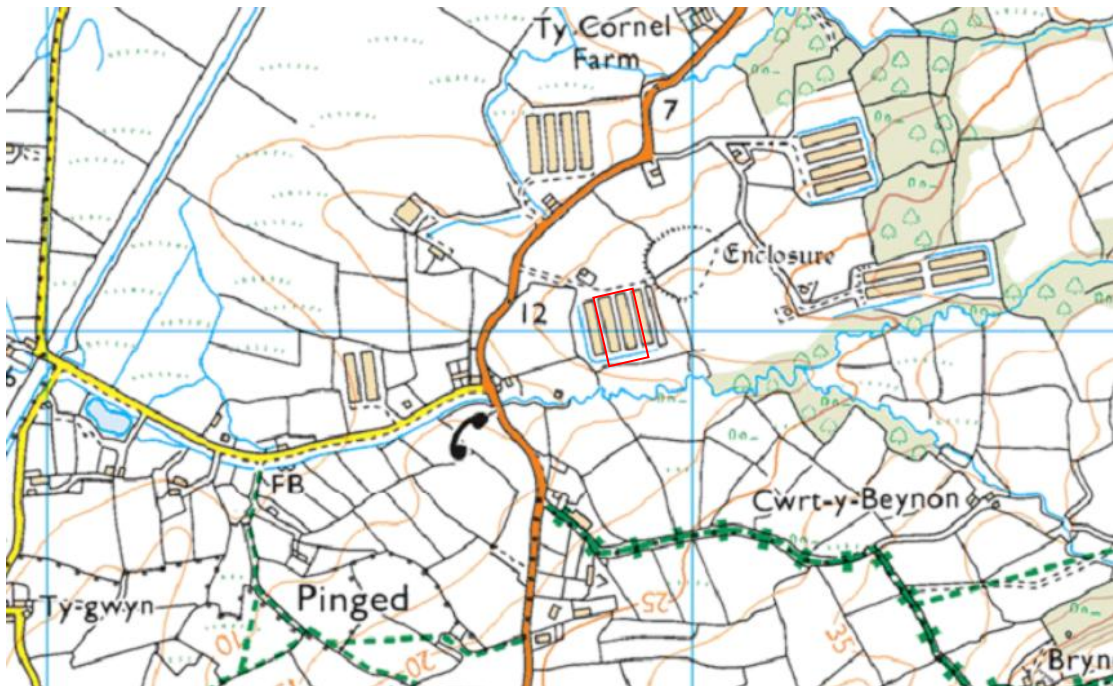 Ty Cornel
Farm
7
Enclosure
12
FB
Cwrt-y-Beynon
Ty-gwyn
Pinged
25
10
20
35
Bryn